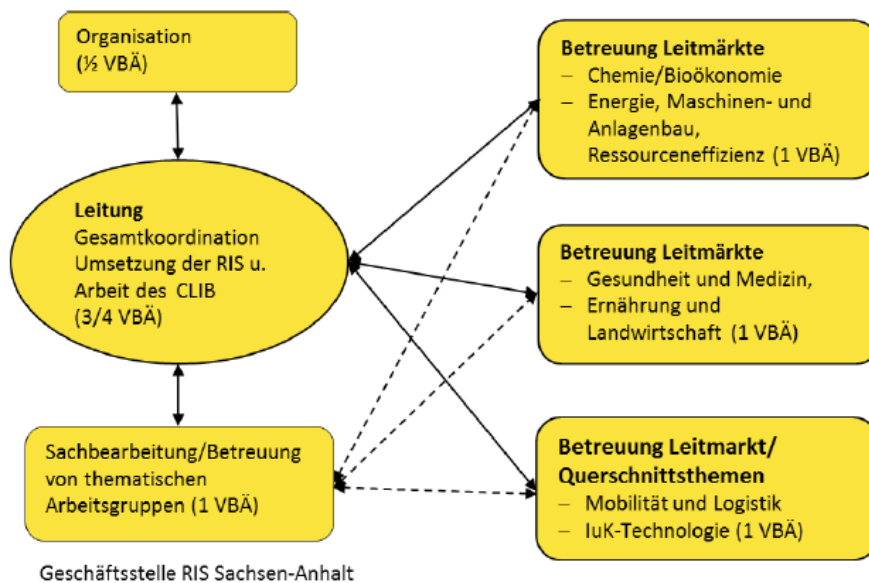 Organisation
(½ VBÄ)
Leitung
Gesamtkoordination
Umsetzung der RIS u.
Arbeit des CLIB
(3/4 VBÄ)
Sachbearbeitung/Betreuung
von thematischen
Arbeitsgruppen (1 VBÄ)
Betreuung Leitmärkte
– Chemie/Bioökonomie
– Energie, Maschinen- und
Anlagenbau,
Ressourceneffizienz (1 VBÄ)
Betreuung Leitmärkte
– Gesundheit und Medizin,
– Ernährung und
Landwirtschaft (1 VBÄ)
Betreuung Leitmarkt/
Querschnittsthemen
– Mobilität und Logistik
– IuK-Technologie (1 VBÄ)
Geschäftsstelle RIS Sachsen-Anhalt